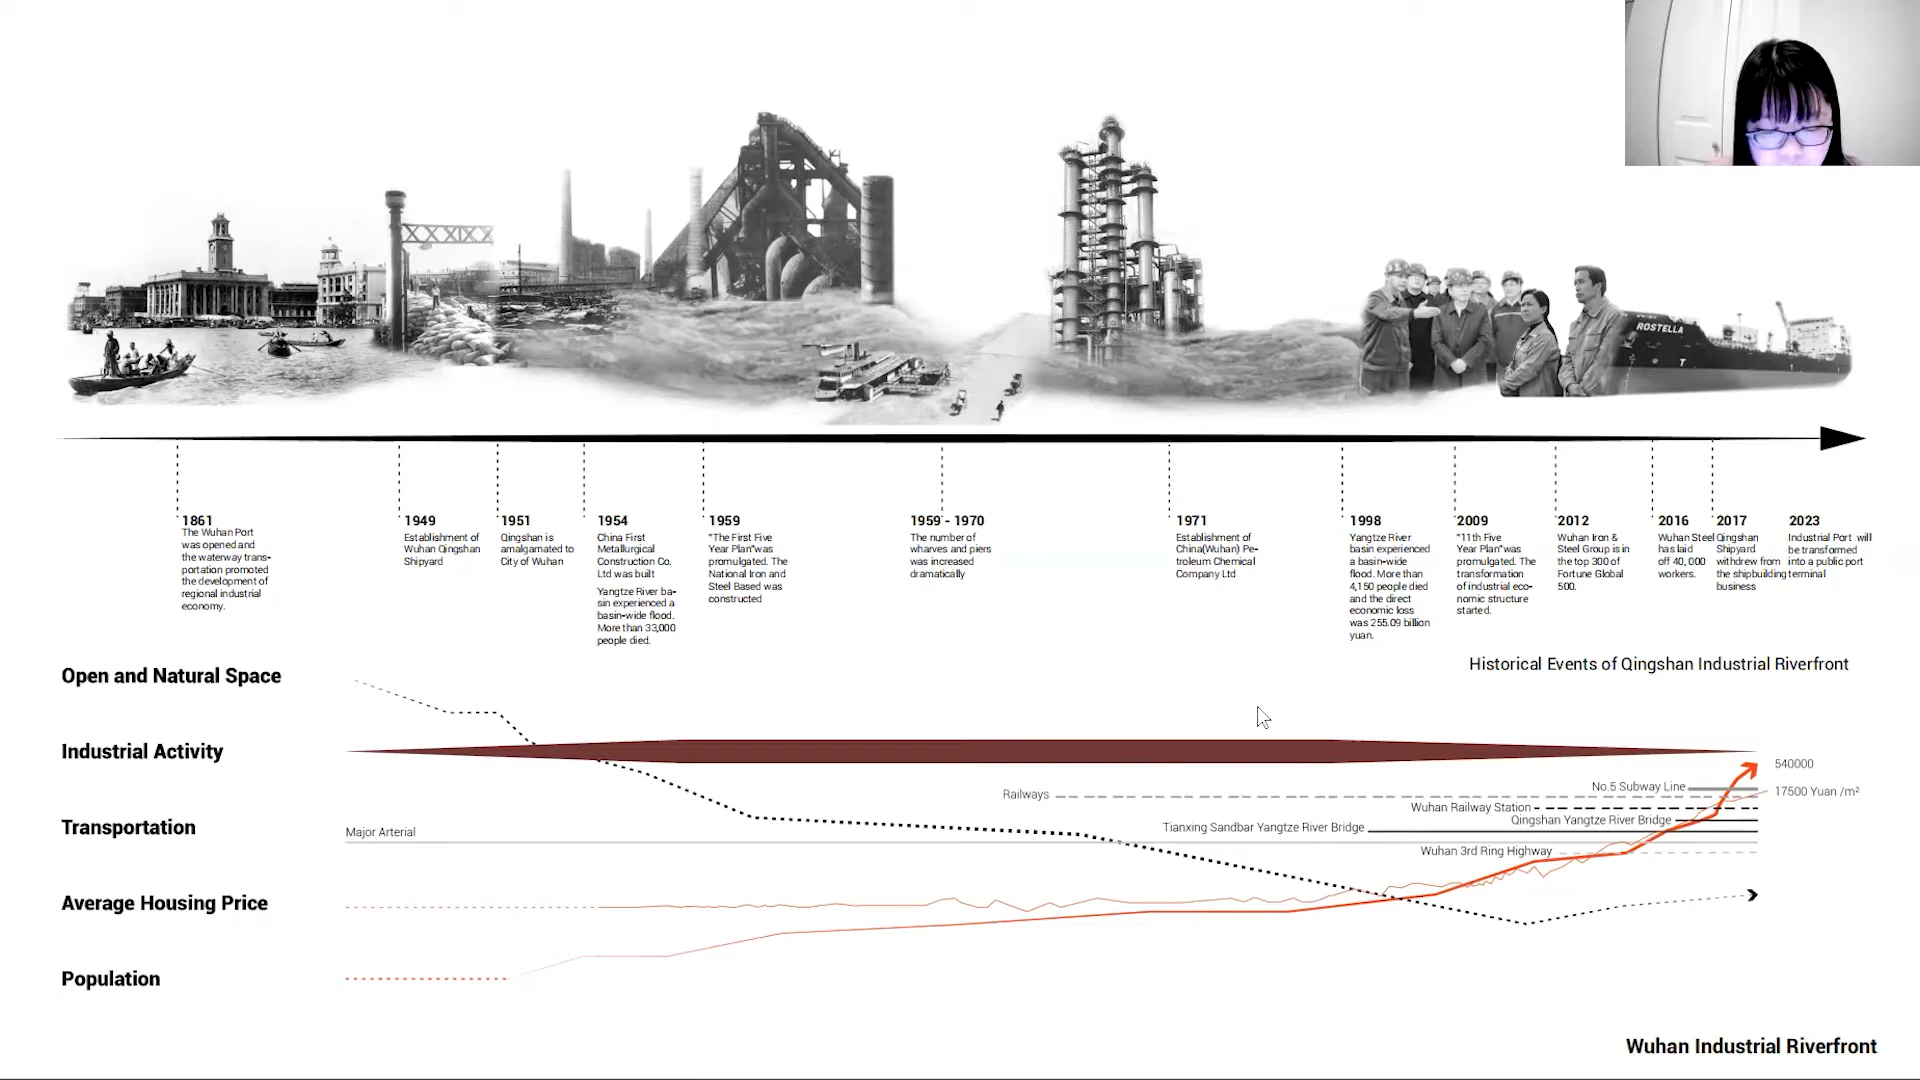 ROSTELLA
1861
The Wuhan Port
was opened and
the waterway trans-
portation promoted
the development of
regional industrial
economy.
1949
Establishment of
Wuhan Qingshan
Shipyard
1951
Qingshan is
amalgamated to
City of Wuhan
1954
China First
Metallurgical
Construction Co.
Ltd was built
Yangtze River ba-
sin experienced a
basin-wide flood.
More than 33,000
people died.
1959
"The First Five
Year Plan"was
promulgated. The
National Iron and
Steel Based was
constructed
1959 - 1970
The number of
wharves and piers
was increased
dramatically
1971
Establishment of
China(Wuhan) Pe-
troleum Chemical
Company Ltd
1998
Yangtze River
basin experienced
a basin-wide
flood. More than
4,150 people died
and the direct
economic loss
was 255.09 billion
yuan.
2009
"11th Five
Year Plan"was
promulgated. The
transformation
of industrial eco-
nomic structure
started.
2012
Wuhan Iron &
Steel Group is in
the top 300 of
Fortune Global
500.
2016
Wuhan Steel
has laid
off 40, 000
workers.
2017
Qingshan
Shipyard
withdrew from
the shipbuilding
business
2023
Industrial Port will
be transformed
into a public port
terminal
Historical Events of Qingshan Industrial Riverfront
Open and Natural Space
Industrial Activity
540000
No.5 Subway Line
17500 Yuan /m²
Railways
Wuhan Railway Station
Qingshan Yangtze River Bridge
Transportation
Major Arterial
Tianxing Sandbar Yangtze River Bridge
Wuhan 3rd Ring Highway
Average Housing Price
Population
Wuhan Industrial Riverfront